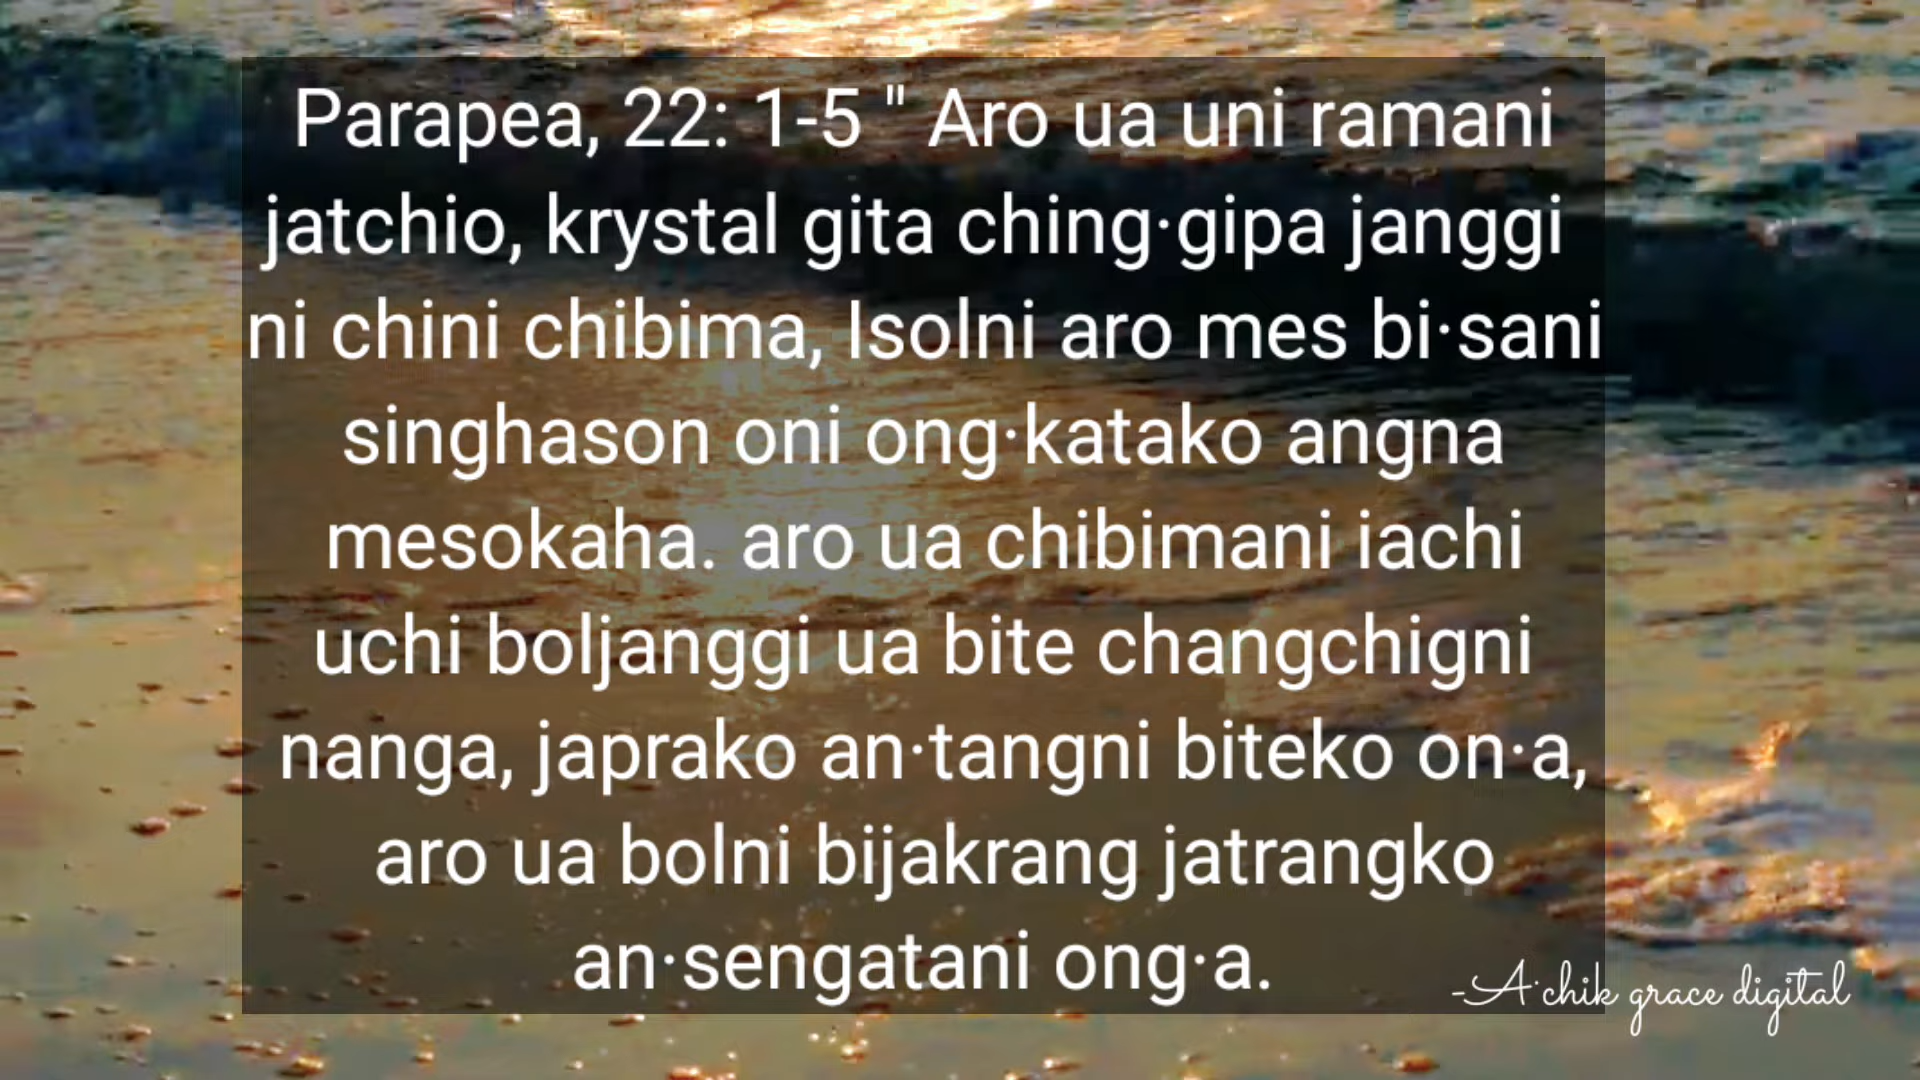 Parapea, 22: 1-5 " Aro ua uni ramani
jatchio, krystal gita ching·gipa janggi
ni chini chibima, Isolni aro mes bi·sani
singhason oni ong·katako angna
mesokaha. aro ua chibimani iachi
uchi boljanggi ua bite changchigni
nanga, japrako an·tangni biteko on·a,
aro ua bolni bijakrang jatrangko
an·sengatani ong·a.
-A·chik grace digital